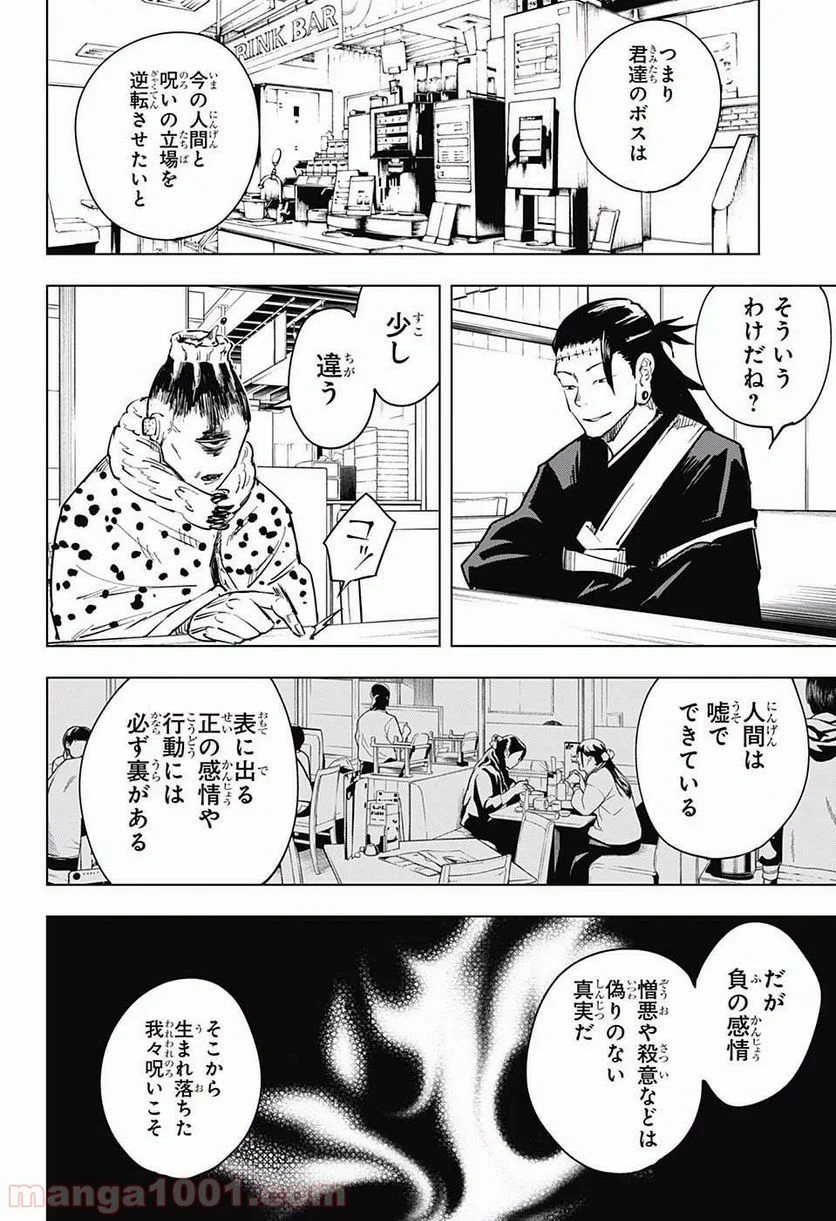 DRINK BAR
つまり
君達のボスは
今の人間と
呪いの立場を
逆転させたいと
そういう
わけだね？
少し
違う
コッ
人間は
嘘で
できている
表に出る
正の感情や
行動には
必ず裏がある
だが
負の感情
憎悪や殺意などは
偽りのない
真実だ
そこから
生まれ落ちた
我々呪いこそ
manga1001.com